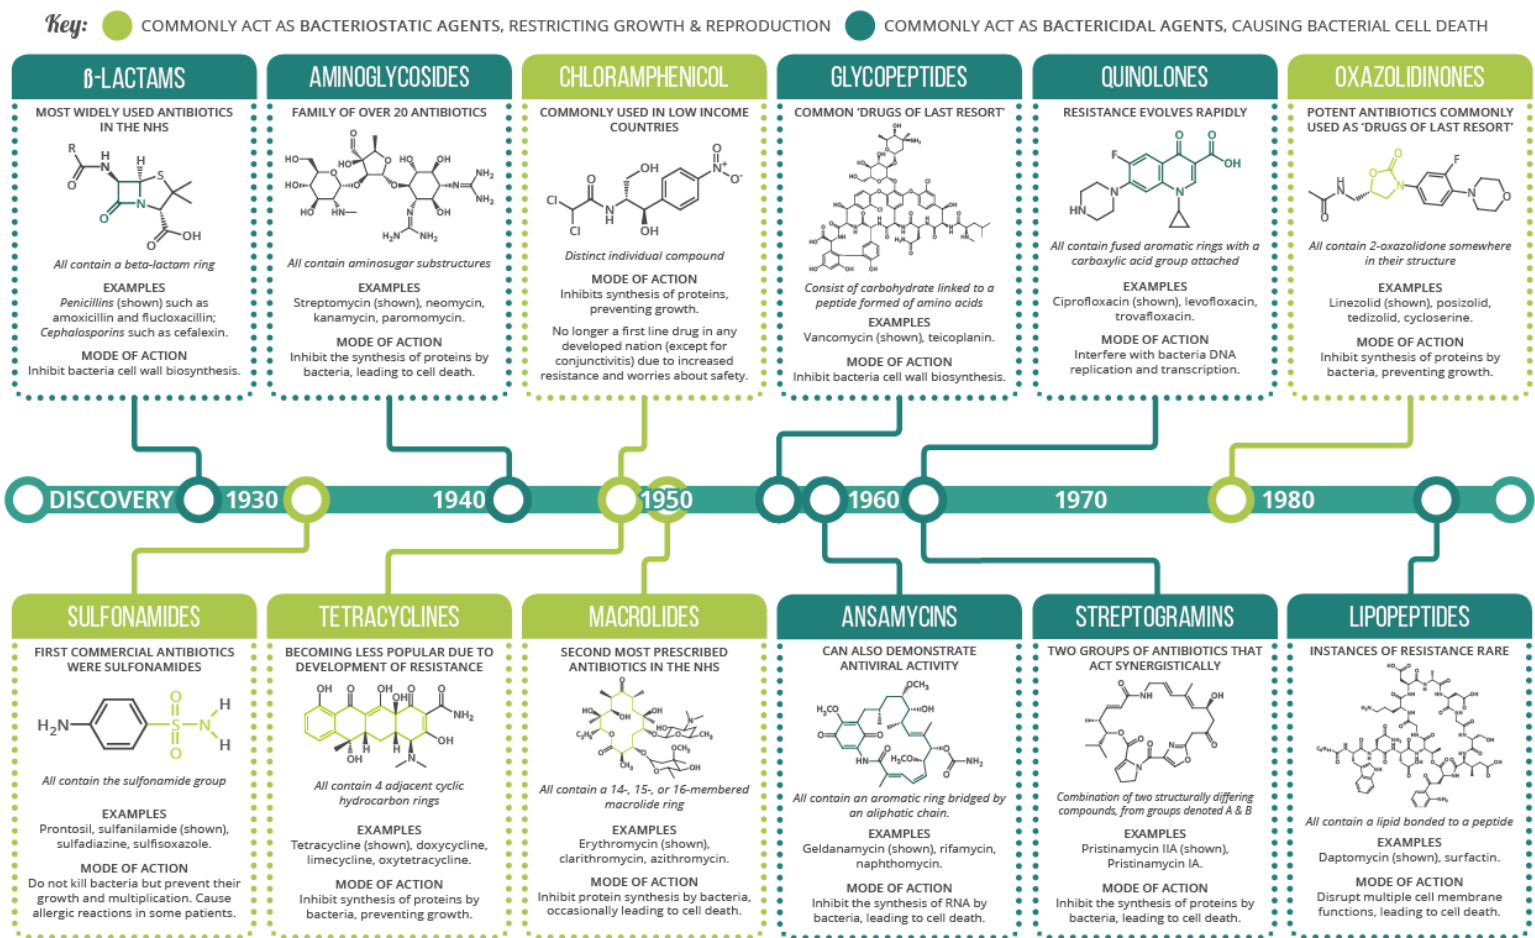 Key:
COMMONLY ACT AS BACTERIOSTATIC AGENTS, RESTRICTING GROWTH & REPRODUCTION
COMMONLY ACT AS BACTERICIDAL AGENTS, CAUSING BACTERIAL CELL DEATH
ß-LACTAMS
MOST WIDELY USED ANTIBIOTICS
IN THE NHS
R
H
N
H
S
O
N
O
O
OH
All contain a beta-lactam ring
EXAMPLES
Penicillins (shown) such as
amoxicillin and flucloxacillin;
Cephalosporins such as cefalexin.
MODE OF ACTION
Inhibit bacteria cell wall biosynthesis.
AMINOGLYCOSIDES
FAMILY OF OVER 20 ANTIBIOTICS
All contain aminosugar substructures
EXAMPLES
Streptomycin (shown), neomycin,
kanamycin, paromomycin.
MODE OF ACTION
Inhibit the synthesis of proteins by
bacteria, leading to cell death.
CHLORAMPHENICOL
COMMONLY USED IN LOW INCOME
COUNTRIES
O
N+
O-
OH
O
Cl
N
H
Cl
OH
Distinct individual compound
MODE OF ACTION
Inhibits synthesis of proteins,
preventing growth.
No longer a first line drug in any
developed nation (except for
conjunctivitis) due to increased
resistance and worries about safety.
GLYCOPEPTIDES
COMMON ‘DRUGS OF LAST RESORT’
Consist of carbohydrate linked to a
peptide formed of amino acids
EXAMPLES
Vancomycin (shown), teicoplanin.
MODE OF ACTION
Inhibit bacteria cell wall biosynthesis.
QUINOLONES
RESISTANCE EVOLVES RAPIDLY
O
O
F
OH
N
N
HN
All contain fused aromatic rings with a
carboxylic acid group attached
EXAMPLES
Ciprofloxacin (shown), levofloxacin,
trovafloxacin.
MODE OF ACTION
Interfere with bacteria DNA
replication and transcription.
OXAZOLIDINONES
POTENT ANTIBIOTICS COMMONLY
USED AS ‘DRUGS OF LAST RESORT’
O
F
O
N
H
N
N
O
O
All contain 2-oxazolidone somewhere
in their structure
EXAMPLES
Linezolid (shown), posizolid,
tedizolid, cycloserine.
MODE OF ACTION
Inhibit synthesis of proteins by
bacteria, preventing growth.
DISCOVERY
1930
1940
1950
1960
1970
1980
SULFONAMIDES
FIRST COMMERCIAL ANTIBIOTICS
WERE SULFONAMIDES
O
H
H2N
S
N
O
H
All contain the sulfonamide group
EXAMPLES
Prontosil, sulfanilamide (shown),
sulfadiazine, sulfisoxazole.
MODE OF ACTION
Do not kill bacteria but prevent their
growth and multiplication. Cause
allergic reactions in some patients.
TETRACYCLINES
BECOMING LESS POPULAR DUE TO
DEVELOPMENT OF RESISTANCE
OH
O
OH
OH
O
O
NH2
OH
OH
H
H
N
All contain 4 adjacent cyclic
hydrocarbon rings
EXAMPLES
Tetracycline (shown), doxycycline,
limecycline, oxytetracycline.
MODE OF ACTION
Inhibit synthesis of proteins by
bacteria, preventing growth.
MACROLIDES
SECOND MOST PRESCRIBED
ANTIBIOTICS IN THE NHS
All contain a 14-, 15-, or 16-membered
macrolide ring
EXAMPLES
Erythromycin (shown),
clarithromycin, azithromycin.
MODE OF ACTION
Inhibit protein synthesis by bacteria,
occasionally leading to cell death.
ANSAMYCINS
CAN ALSO DEMONSTRATE
ANTIVIRAL ACTIVITY
OCH3
H3CO
OH
O
O
HN
O
H3CO
O
NH2
O
All contain an aromatic ring bridged by
an aliphatic chain.
EXAMPLES
Geldanamycin (shown), rifamycin,
naphthomycin.
MODE OF ACTION
Inhibit the synthesis of RNA by
bacteria, leading to cell death.
STREPTOGRAMINS
TWO GROUPS OF ANTIBIOTICS THAT
ACT SYNERGISTICALLY
Combination of two structurally differing
compounds, from groups denoted A & B
EXAMPLES
Pristinamycin IIA (shown),
Pristinamycin IA.
MODE OF ACTION
Inhibit the synthesis of proteins by
bacteria, leading to cell death.
LIPOPEPTIDES
INSTANCES OF RESISTANCE RARE
All contain a lipid bonded to a peptide
EXAMPLES
Daptomycin (shown), surfactin.
MODE OF ACTION
Disrupt multiple cell membrane
functions, leading to cell death.